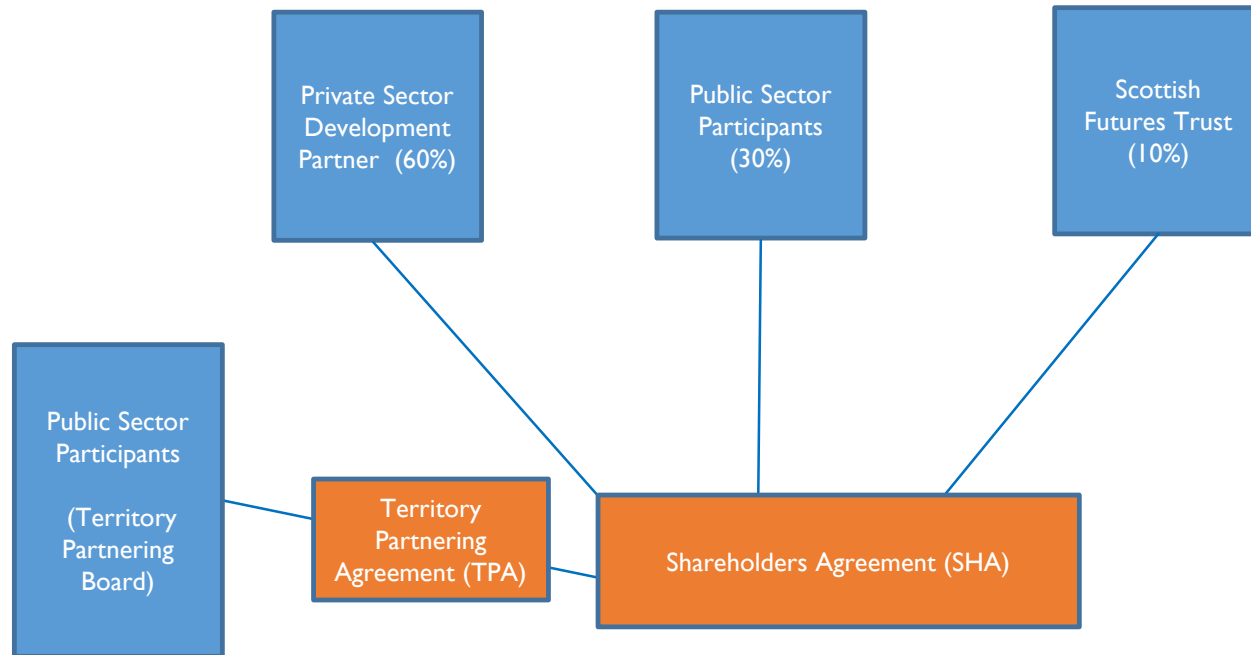 Private Sector
Development
Partner (60%)
Public Sector
Participants
(30%)
Scottish
Futures Trust
(10%)
Public Sector
Participants
(Territory
Partnering
Board)
Territory
Partnering
Agreement (TPA)
Shareholders Agreement (SHA)